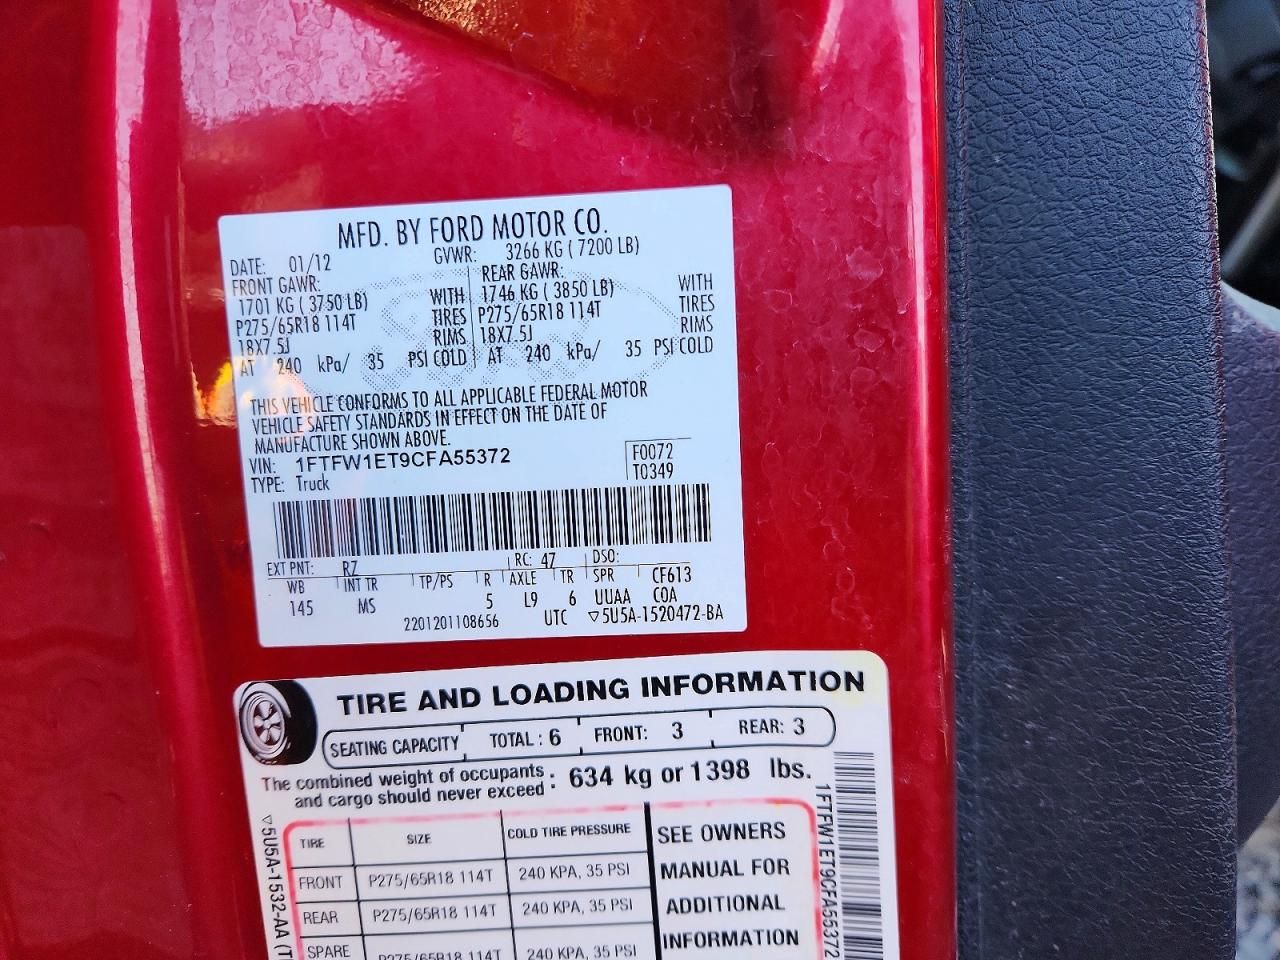 MFD. BY FORD MOTOR CO.
DATE: 01/12 GVWR: 3266 KG ( 7200 LB)
FRONT GAWR: REAR GAWR:
1701 KG ( 3750 LB) WITH 1746 KG ( 3850 LB) WITH
P275/65R18 114T TIRES P275/65R18 114T TIRES
18X7.5J RIMS 18X7.5J RIMS
AT 240 kPa/ 35 PSI COLD AT 240 kPa/ 35 PSI COLD
THIS VEHICLE CONFORMS TO ALL APPLICABLE FEDERAL MOTOR
VEHICLE SAFETY STANDARDS IN EFFECT ON THE DATE OF
MANUFACTURE SHOWN ABOVE.
VIN: 1FTFW1ET9CFA55372 F0072
TYPE: Truck T0349
EXT PNT: RZ RC: 47 DSO:
WB INT TR TP/PS R AXLE TR SPR CF613
145 MS 5 L9 6 UUAA COA
2201201108656 UTC ▽5U5A-1520472-BA
TIRE AND LOADING INFORMATION
SEATING CAPACITY TOTAL : 6 FRONT: 3 REAR: 3
The combined weight of occupants : 634 kg or 1398 lbs.
and cargo should never exceed :
TIRE SIZE COLD TIRE PRESSURE SEE OWNERS
FRONT P275/65R18 114T 240 KPA, 35 PSI MANUAL FOR
REAR P275/65R18 114T 240 KPA, 35 PSI ADDITIONAL
SPARE P275/65R18 114T 240 KPA, 35 PSI INFORMATION
▽5U5A-1532-AA
1FTFW1ET9CFA55372